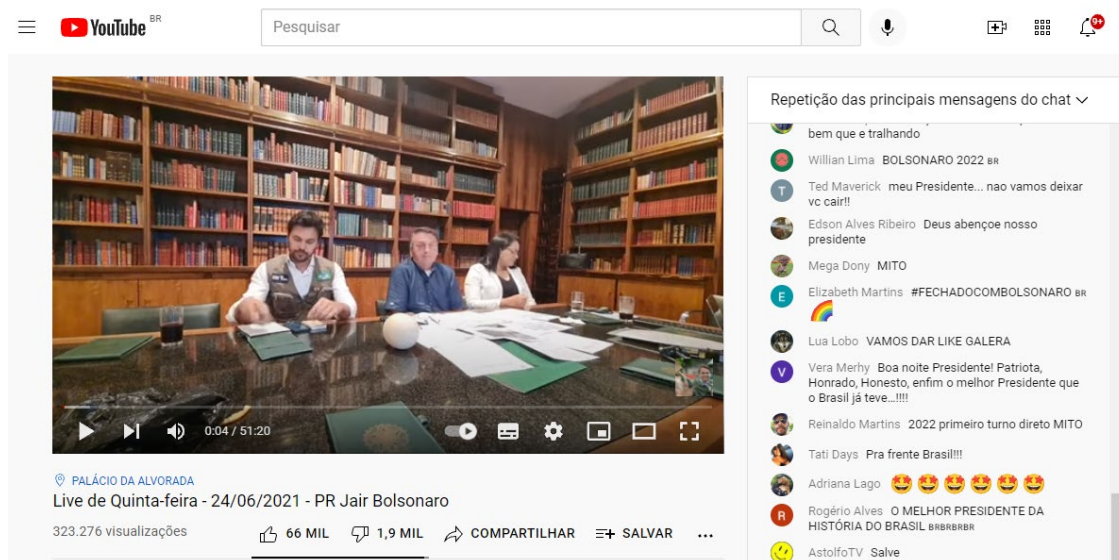 YouTube BR
Pesquisar
9+
Repetição das principais mensagens do chat
bem que e tralhando
Willian Lima BOLSONARO 2022 BR
Ted Maverick meu Presidente... nao vamos deixar
vc cair!!
Edson Alves Ribeiro Deus abençoe nosso
presidente
Mega Dony MITO
Elizabeth Martins #FECHADOCOMBOLSONARO BR
Lua Lobo VAMOS DAR LIKE GALERA
Vera Merhy Boa noite Presidente! Patriota,
Honrado, Honesto, enfim o melhor Presidente que
o Brasil já teve...!!!!
Reinaldo Martins 2022 primeiro turno direto MITO
Tati Days Pra frente Brasil!!!
Adriana Lago
Rogério Alves O MELHOR PRESIDENTE DA
HISTÓRIA DO BRASIL BRBRBRBR
AstolfoTV Salve
0:04 / 51:20
PALÁCIO DA ALVORADA
Live de Quinta-feira - 24/06/2021 - PR Jair Bolsonaro
323.276 visualizações
66 MIL
1,9 MIL
COMPARTILHAR
SALVAR